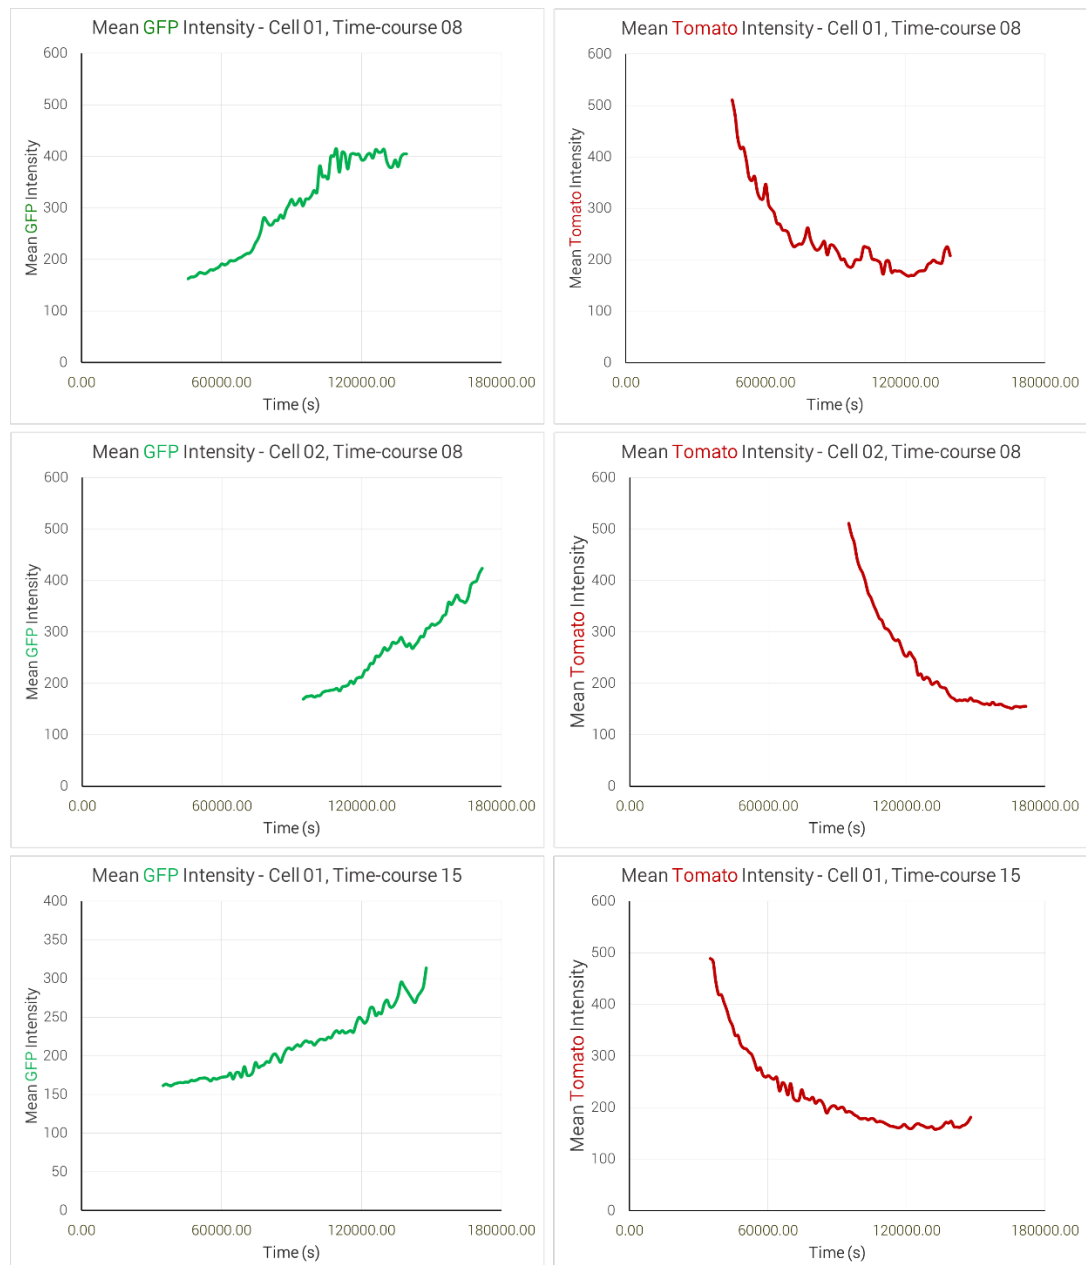 Mean GFP Intensity - Cell 01, Time-course 08
600
500
400
300
200
100
0
Mean GFP Intensity
0.00 60000.00 120000.00 180000.00
Time (s)
Mean Tomato Intensity - Cell 01, Time-course 08
600
500
400
300
200
100
0
Mean Tomato Intensity
0.00 60000.00 120000.00 180000.00
Time (s)
Mean GFP Intensity - Cell 02, Time-course 08
600
500
400
300
200
100
0
Mean GFP Intensity
0.00 60000.00 120000.00 180000.00
Time (s)
Mean Tomato Intensity - Cell 02, Time-course 08
600
500
400
300
200
100
0
Mean Tomato Intensity
0.00 60000.00 120000.00 180000.00
Time (s)
Mean GFP Intensity - Cell 01, Time-course 15
400
350
300
250
200
150
100
50
0
Mean GFP Intensity
0.00 60000.00 120000.00 180000.00
Time (s)
Mean Tomato Intensity - Cell 01, Time-course 15
600
500
400
300
200
100
0
Mean Tomato Intensity
0.00 60000.00 120000.00 180000.00
Time (s)